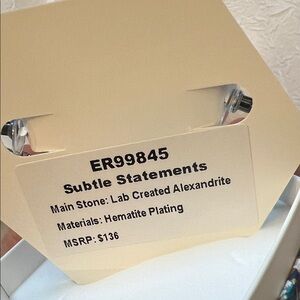 ER99845
Subtle Statements
Main Stone: Lab Created Alexandrite
Materials: Hematite Plating
MSRP: $136